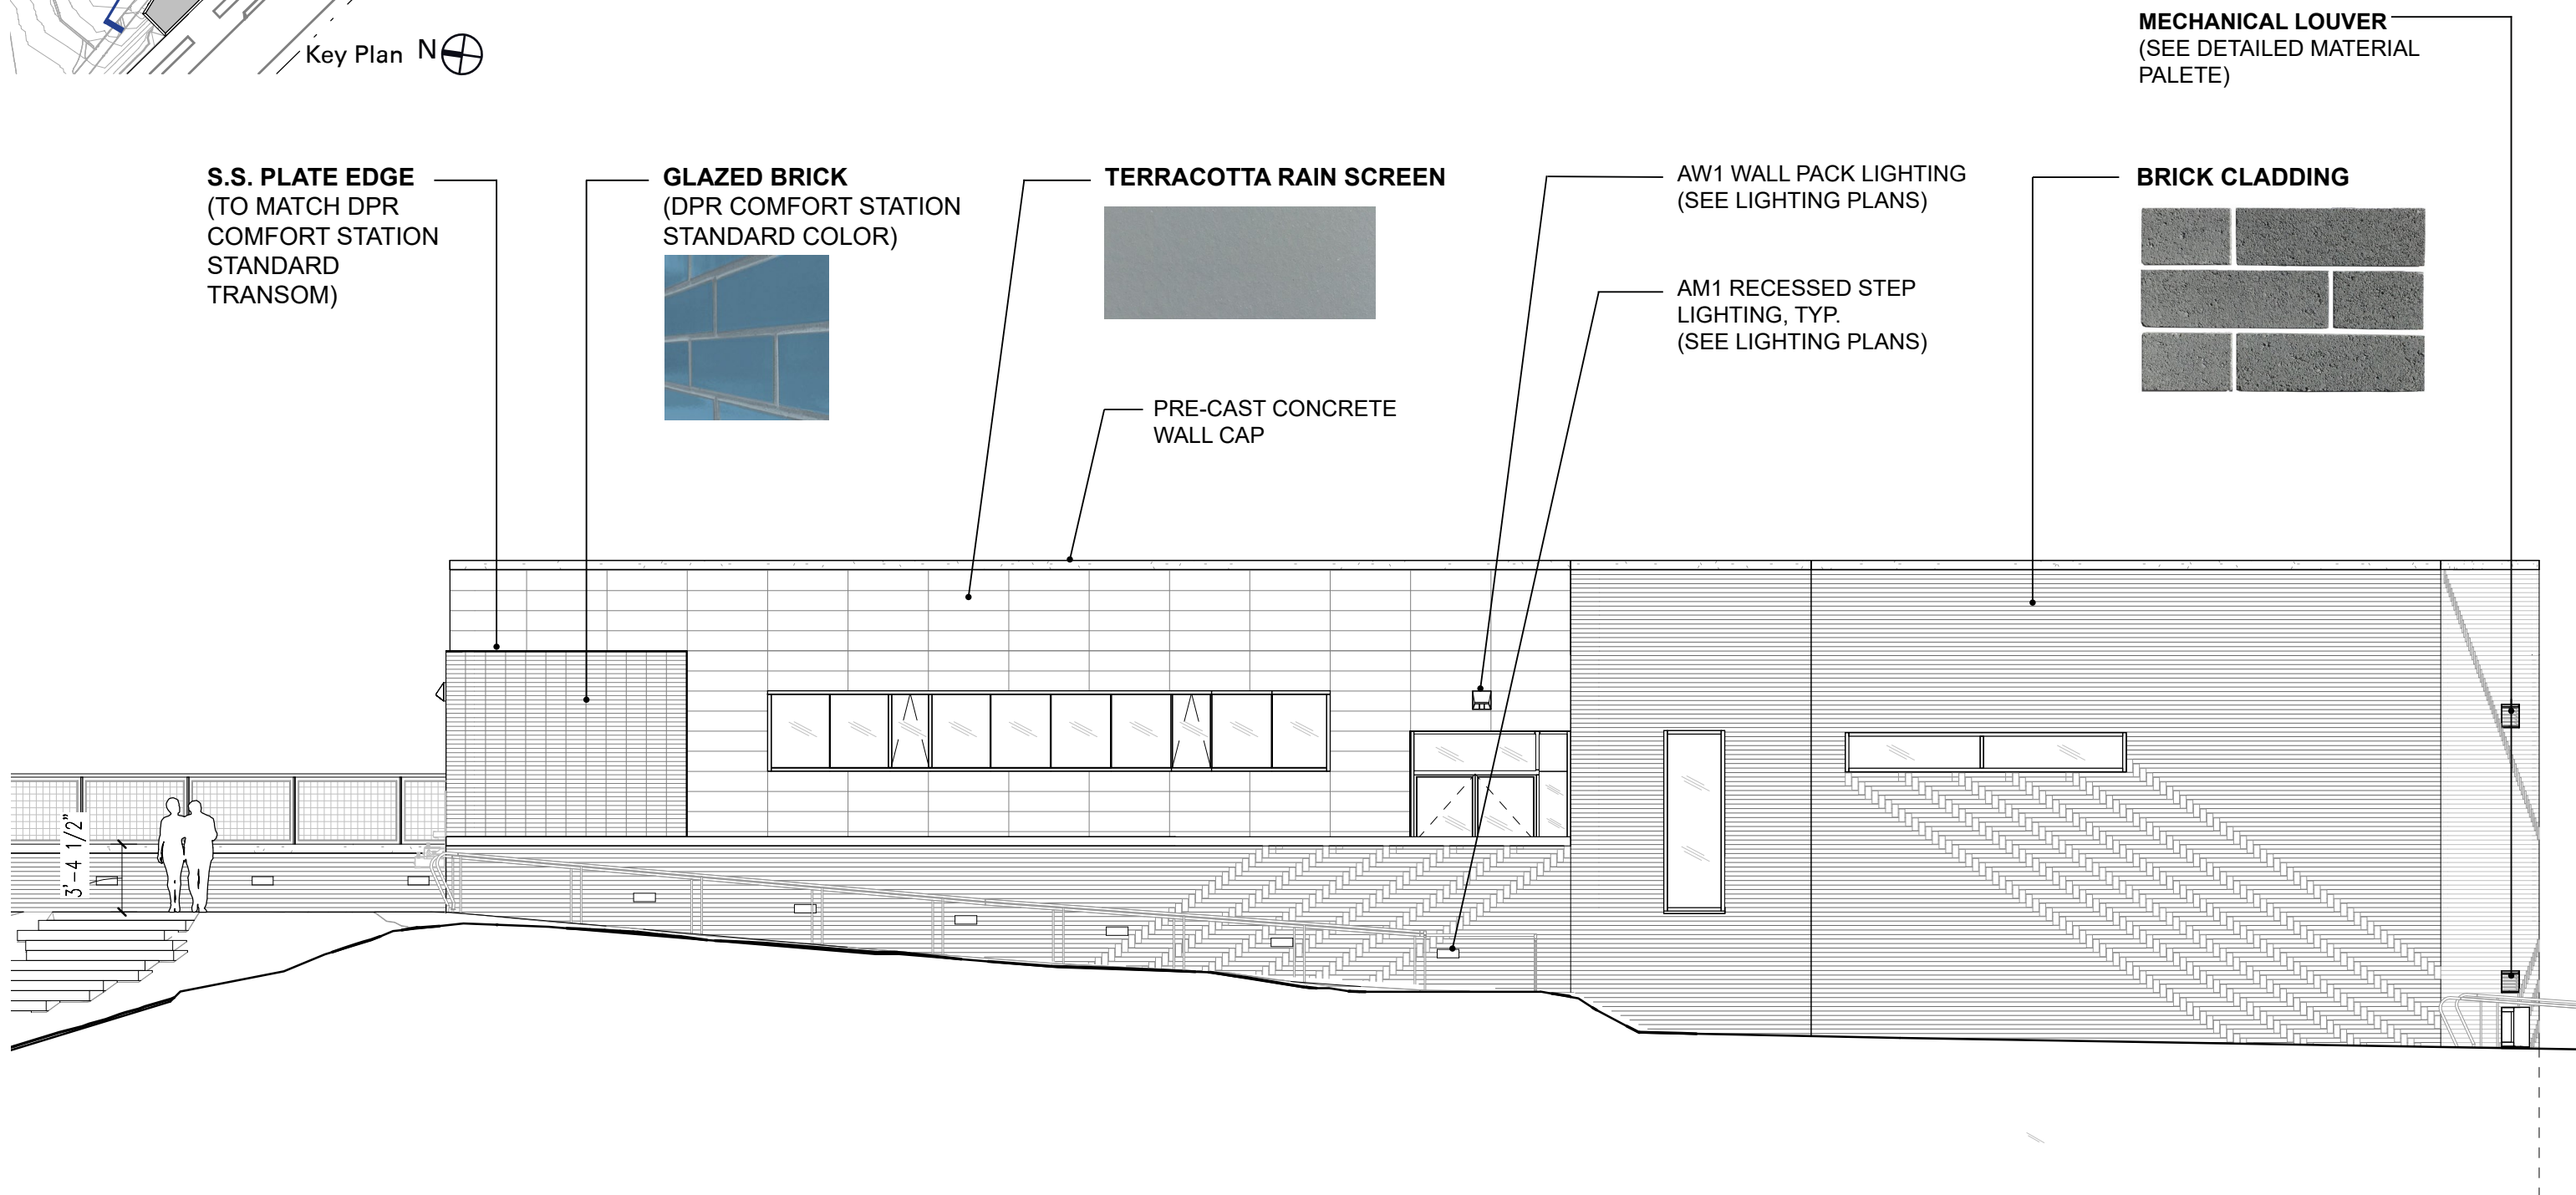 Key Plan N
MECHANICAL LOUVER
(SEE DETAILED MATERIAL
PALETE)
S.S. PLATE EDGE
(TO MATCH DPR
COMFORT STATION
STANDARD
TRANSOM)
GLAZED BRICK
(DPR COMFORT STATION
STANDARD COLOR)
TERRACOTTA RAIN SCREEN
AW1 WALL PACK LIGHTING
(SEE LIGHTING PLANS)
BRICK CLADDING
AM1 RECESSED STEP
LIGHTING, TYP.
(SEE LIGHTING PLANS)
PRE-CAST CONCRETE
WALL CAP
3'-4 1/2"